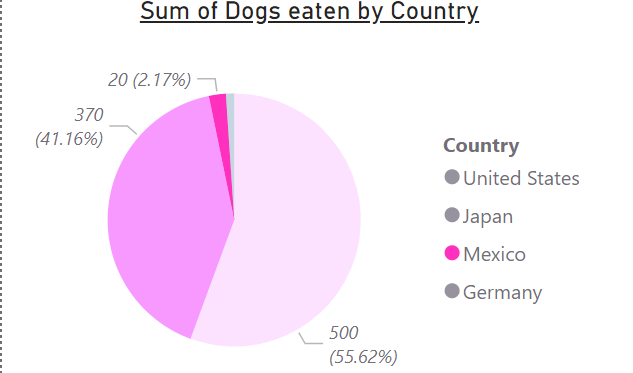 Sum of Dogs eaten by Country
20 (2.17%)
370
(41.16%)
500
(55.62%)
Country
United States
Japan
Mexico
Germany